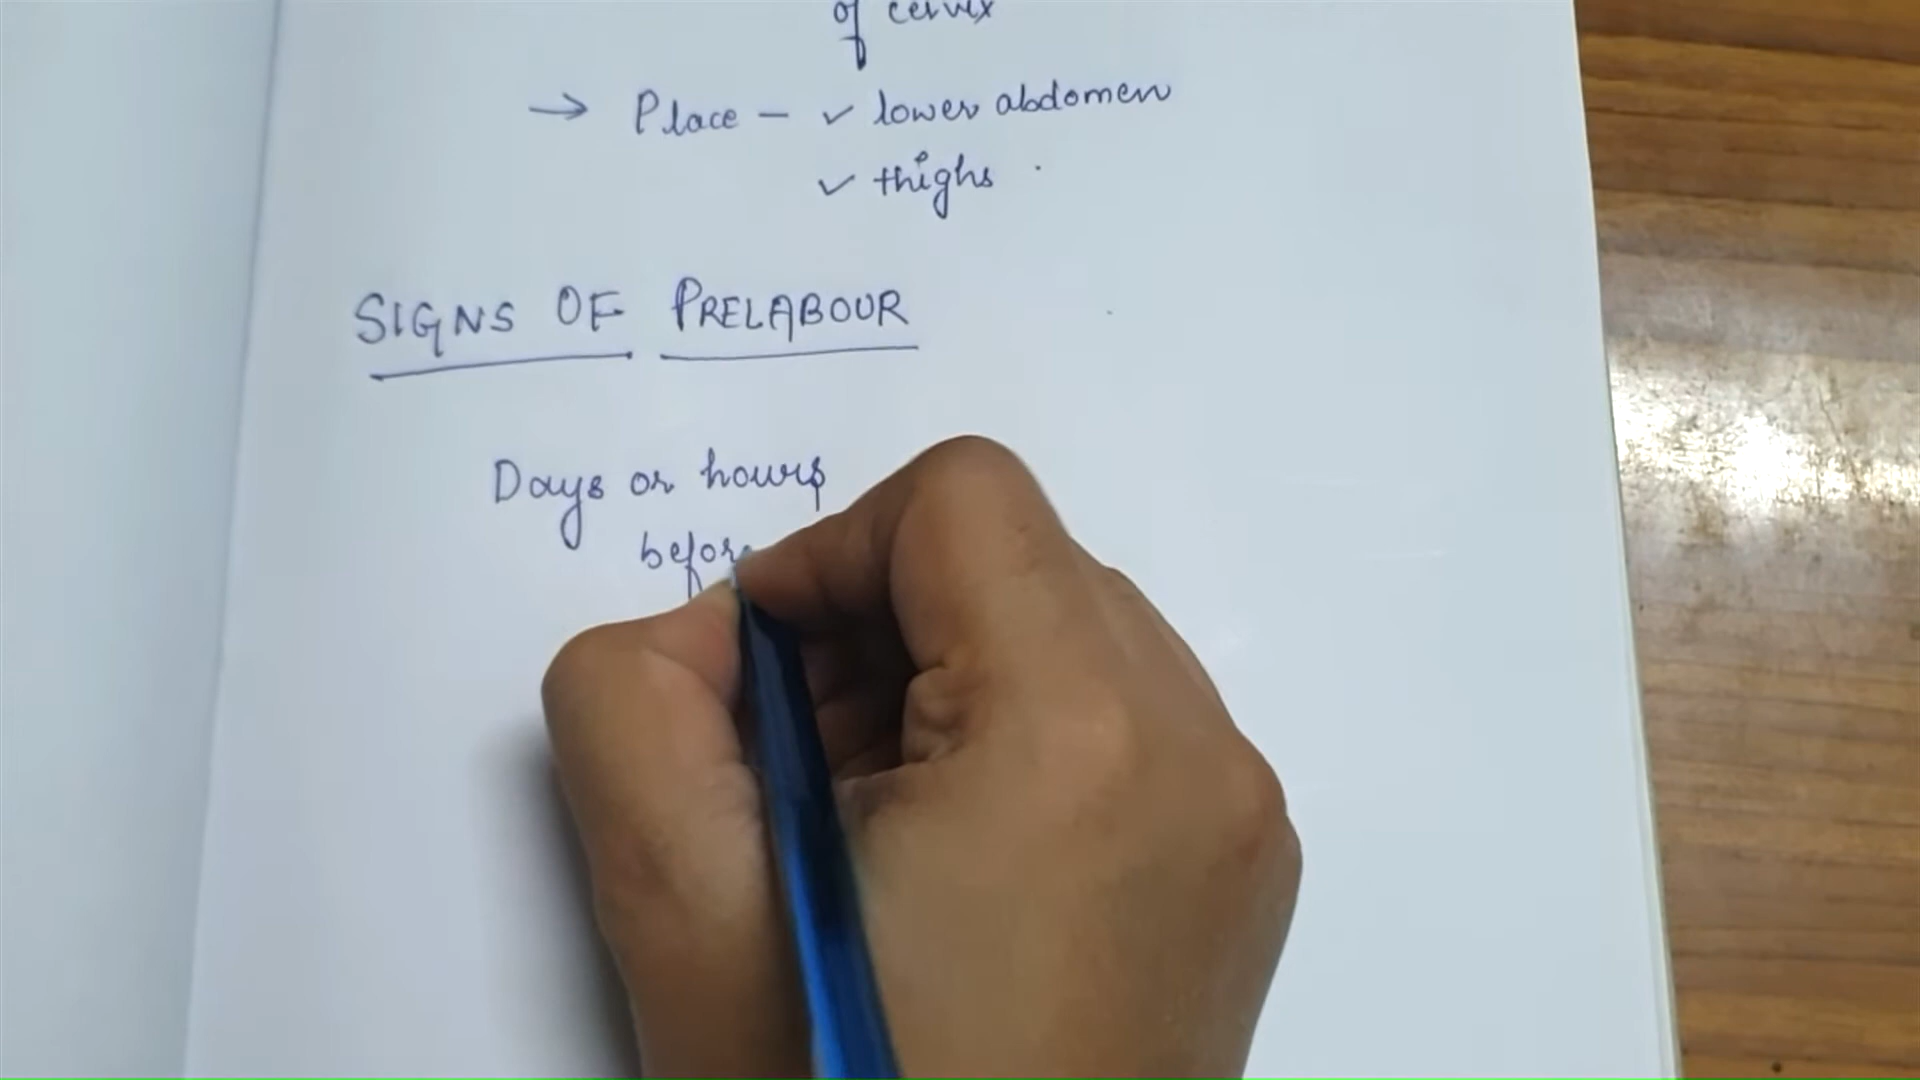 of cervix
→ Place – ✓ lower abdomen
✓ thighs
SIGNS OF PRELABOUR
Days or hours
before